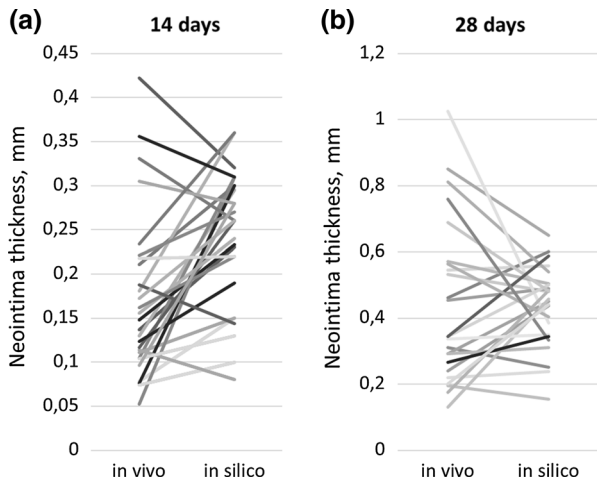 (a) 14 days
Neointima thickness, mm
0,45
0,4
0,35
0,3
0,25
0,2
0,15
0,1
0,05
0
in vivo in silico
(b) 28 days
Neointima thickness, mm
1,2
1
0,8
0,6
0,4
0,2
0
in vivo in silico